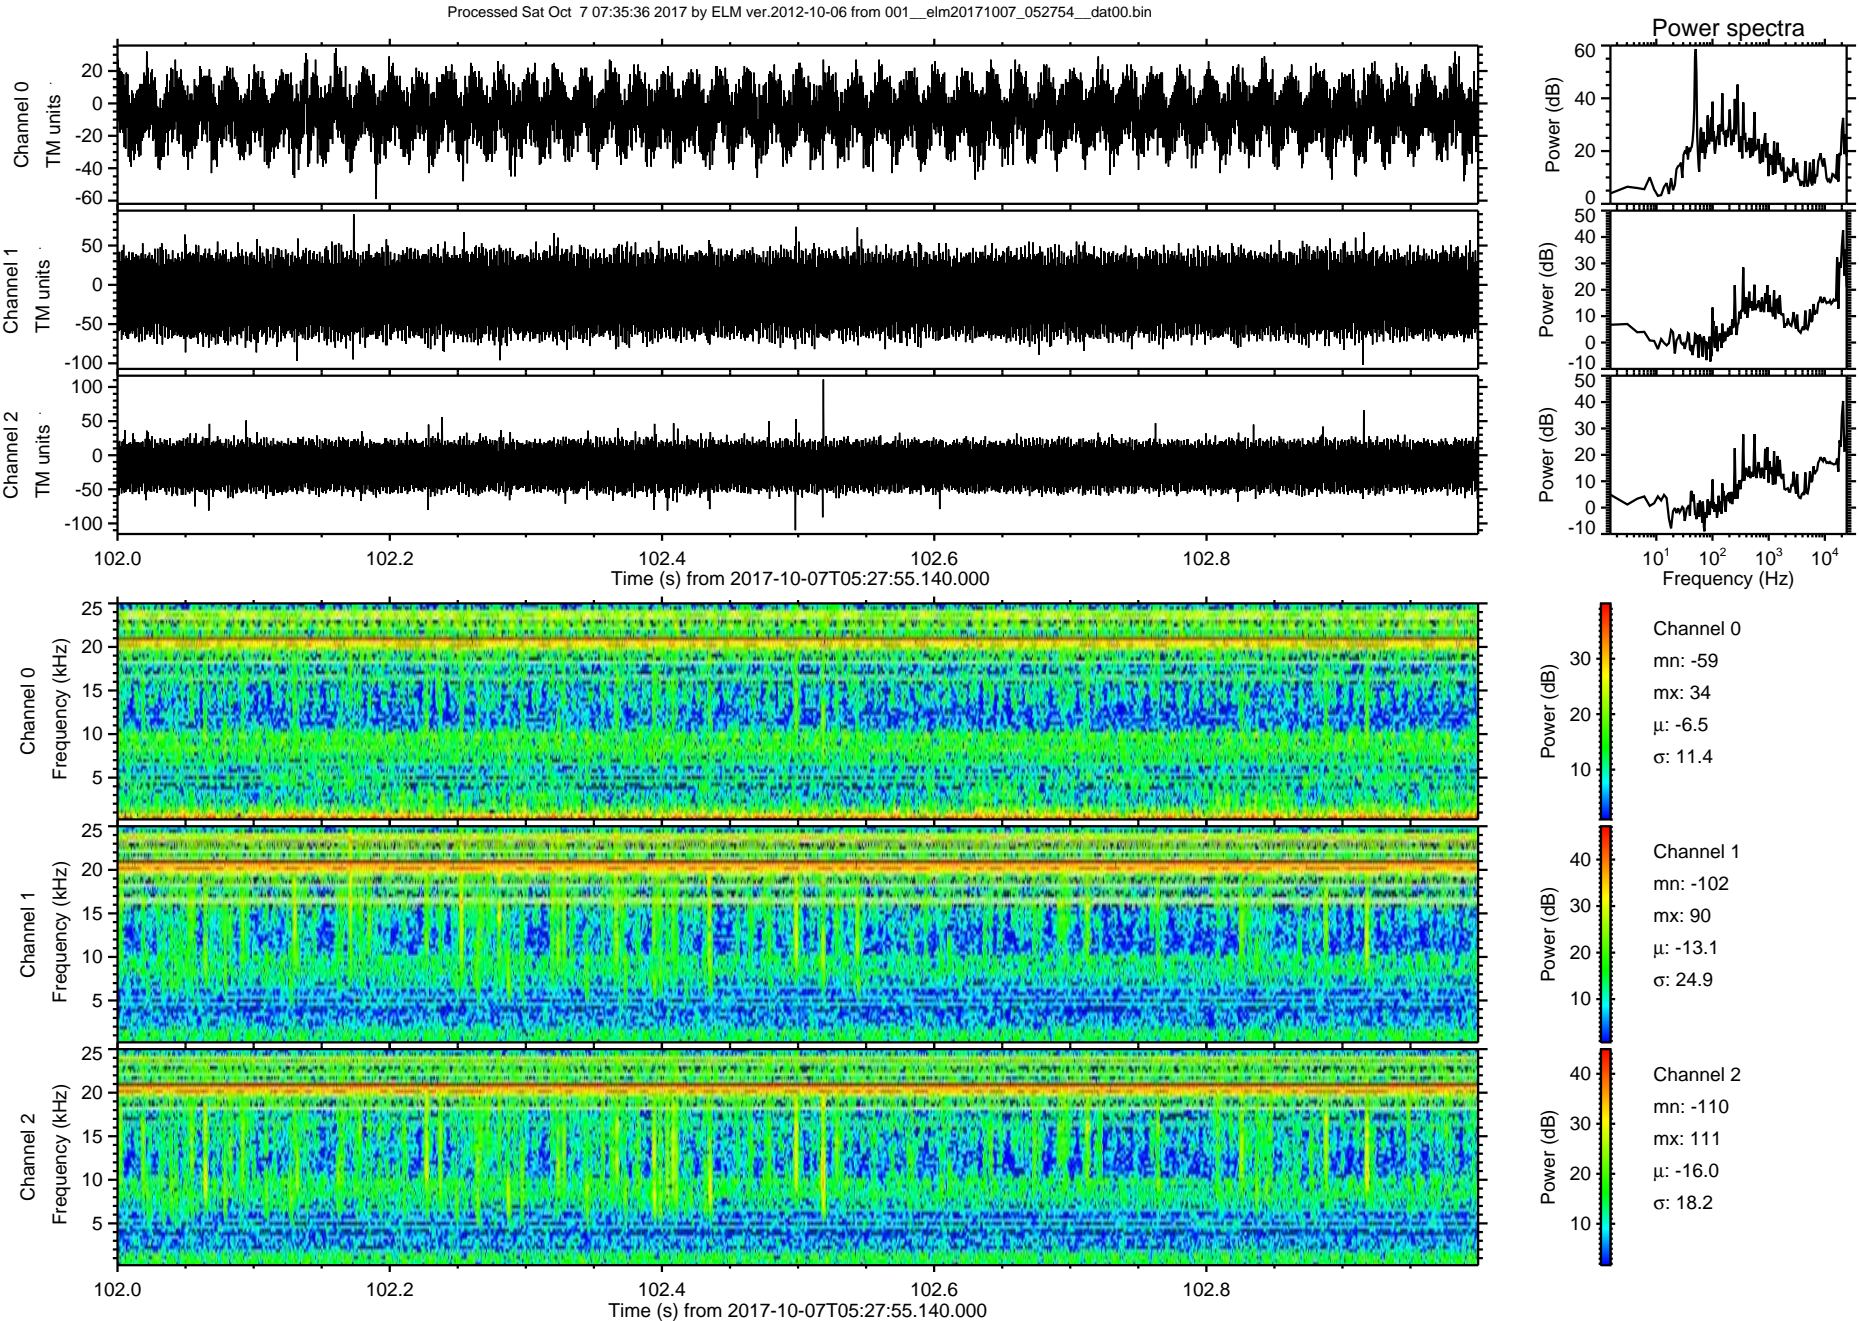 Processed Sat Oct  7 07:35:36 2017 by ELM ver.2012-10-06 from 001__elm20171007_052754__dat00.bin
Power spectra
Channel 0
TM units
20
0
-20
-40
-60
Power (dB)
60
40
20
0
Channel 1
TM units
50
0
-50
-100
Power (dB)
50
40
30
20
10
0
-10
Channel 2
TM units
100
50
0
-50
-100
Power (dB)
50
40
30
20
10
0
-10
102.0 102.2 102.4 102.6 102.8
Time (s) from 2017-10-07T05:27:55.140.000
10¹ 10² 10³ 10⁴
Frequency (Hz)
Channel 0
Frequency (kHz)
25
20
15
10
5
Power (dB)
30
20
10
Channel 0
mn: -59
mx: 34
μ: -6.5
σ: 11.4
Channel 1
Frequency (kHz)
25
20
15
10
5
Power (dB)
40
30
20
10
Channel 1
mn: -102
mx: 90
μ: -13.1
σ: 24.9
Channel 2
Frequency (kHz)
25
20
15
10
5
Power (dB)
40
30
20
10
Channel 2
mn: -110
mx: 111
μ: -16.0
σ: 18.2
102.0 102.2 102.4 102.6 102.8
Time (s) from 2017-10-07T05:27:55.140.000